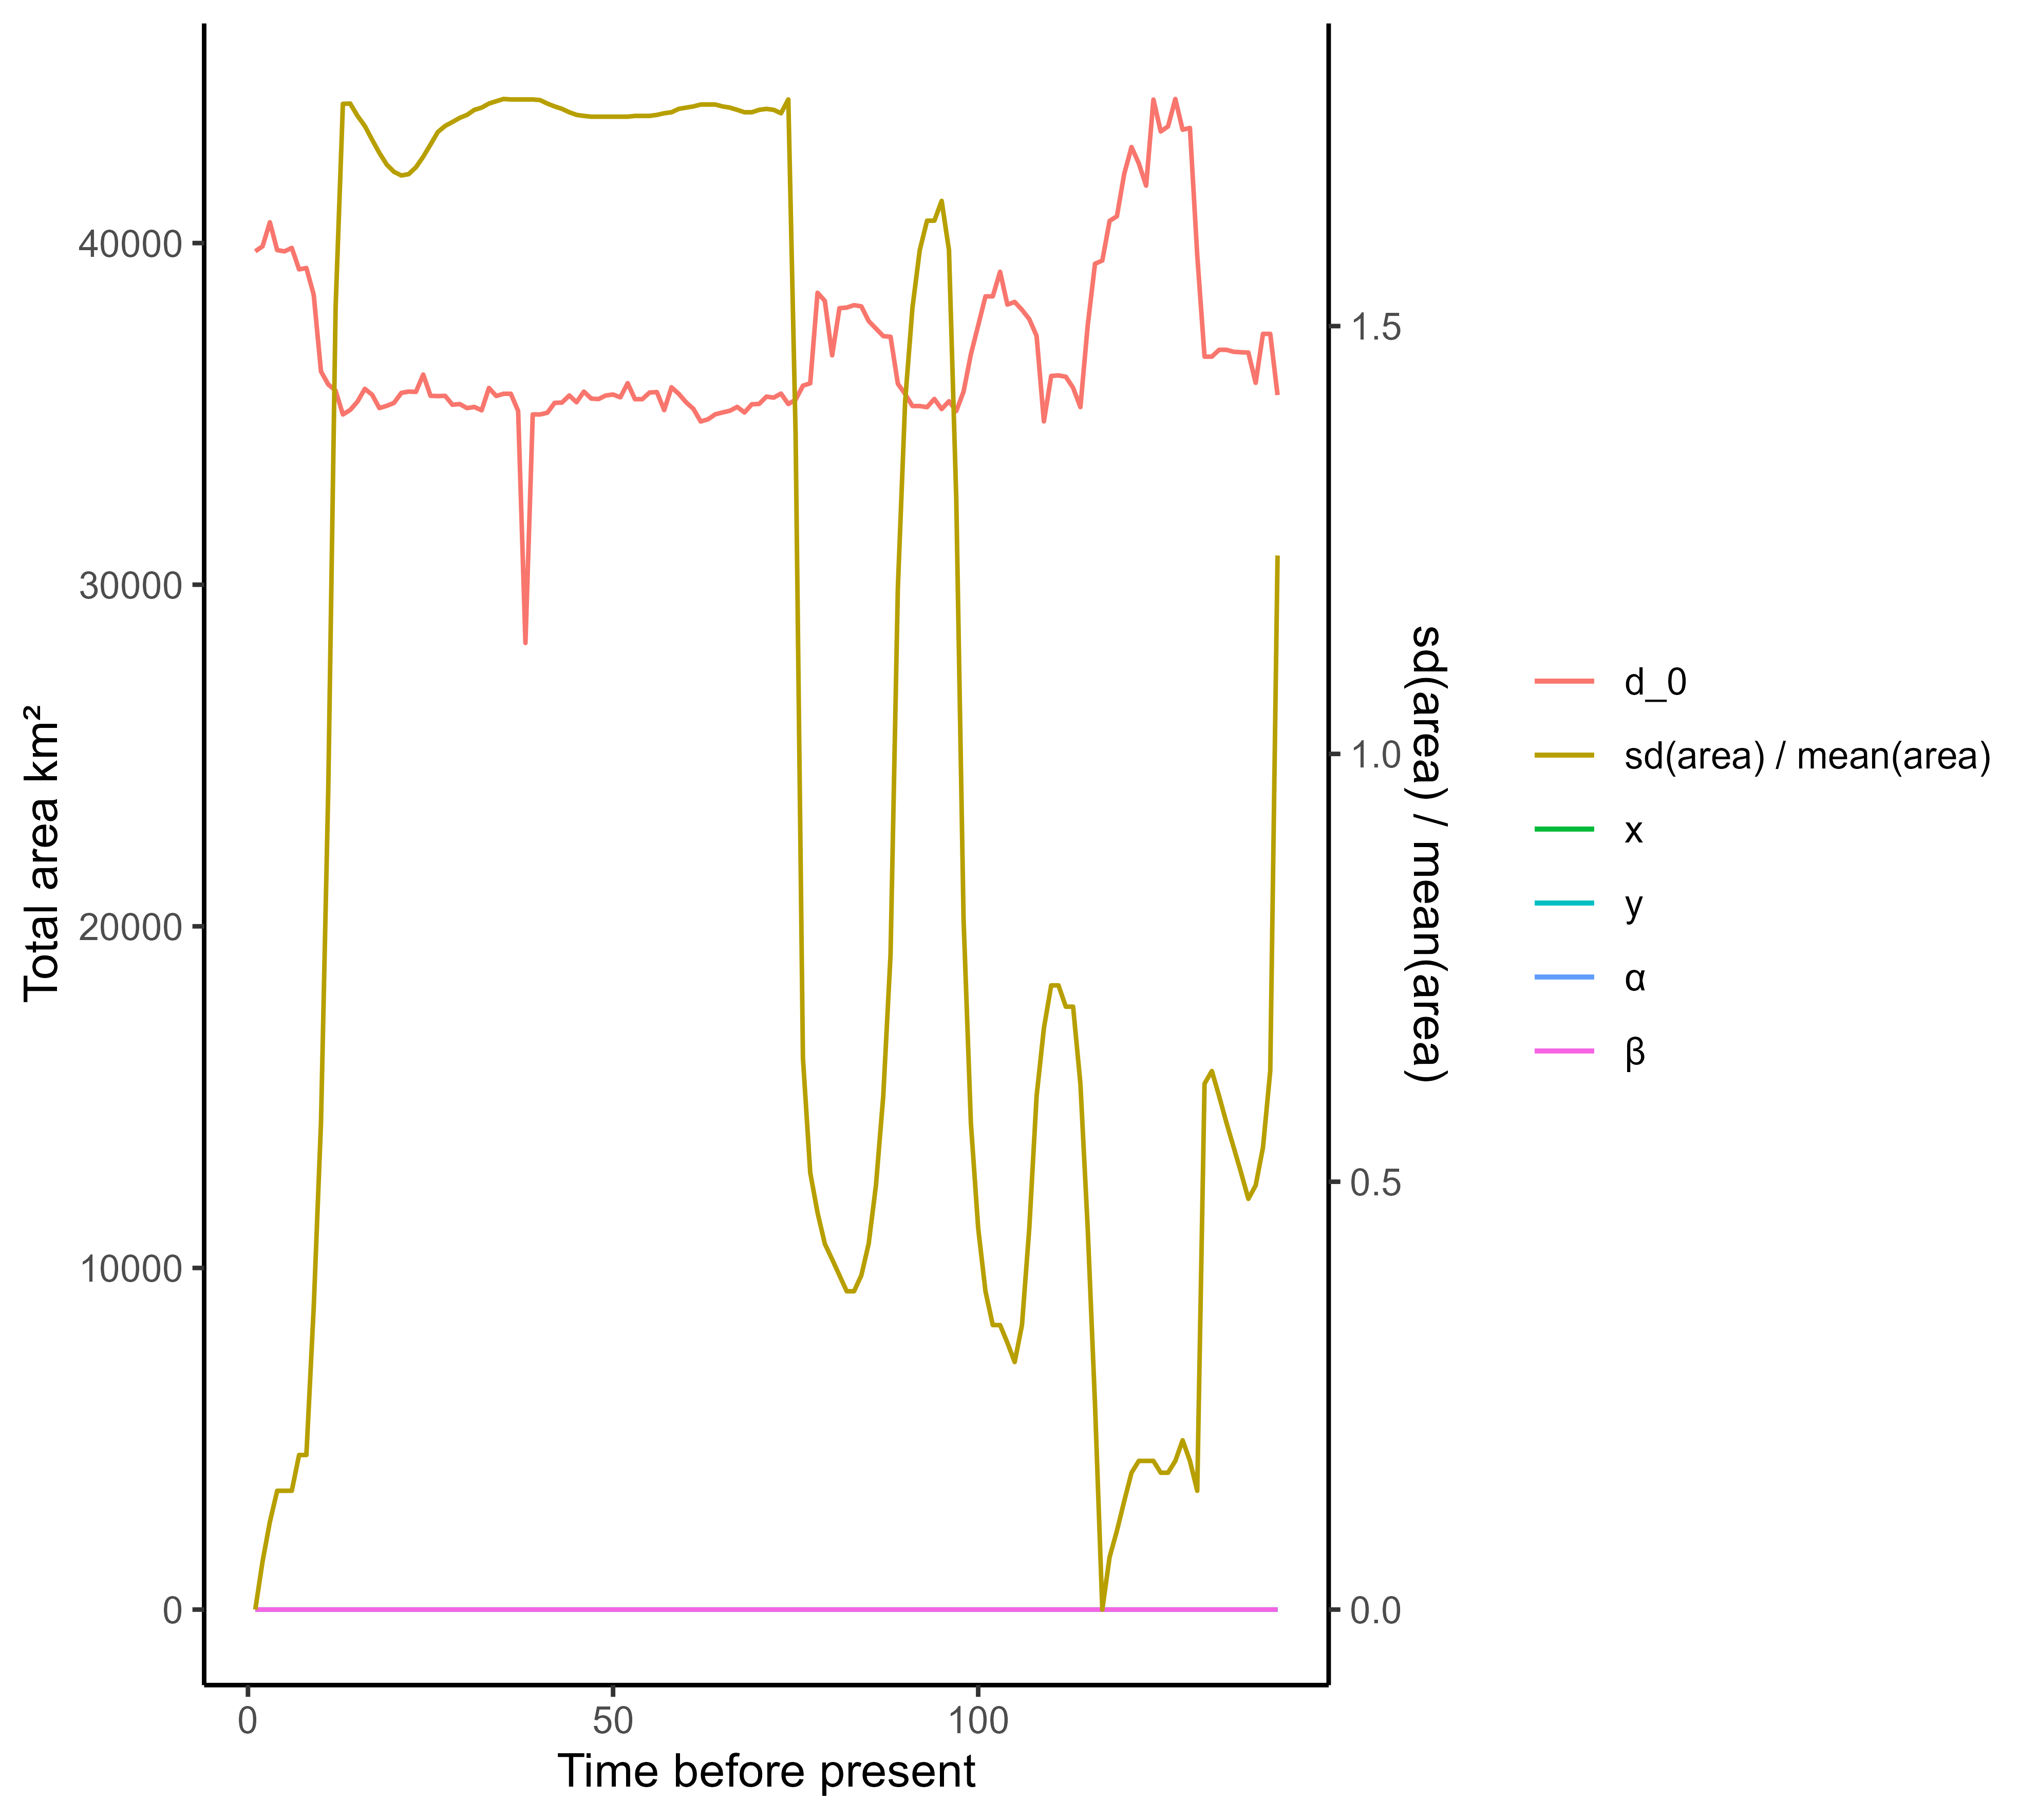 Total area km²
40000
30000
20000
10000
0
0
50
100
Time before present
1.5
1.0
0.5
0.0
sd(area) / mean(area)
d_0
sd(area) / mean(area)
x
y
α
β